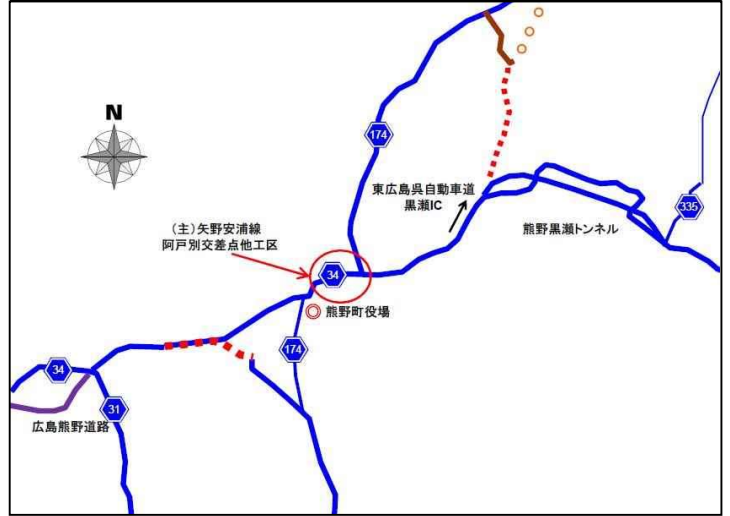 N
174
東広島呉自動車道
黒瀬IC
335
熊野黒瀬トンネル
(主)矢野安浦線
阿戸別交差点他工区
34
熊野町役場
174
34
31
広島熊野道路